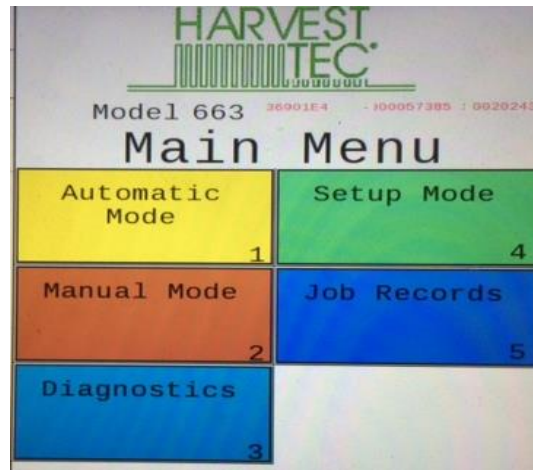 HARVEST
TEC
Model 663
Main Menu
Automatic
Mode
1
Setup Mode
4
Manual Mode
2
Job Records
5
Diagnostics
3